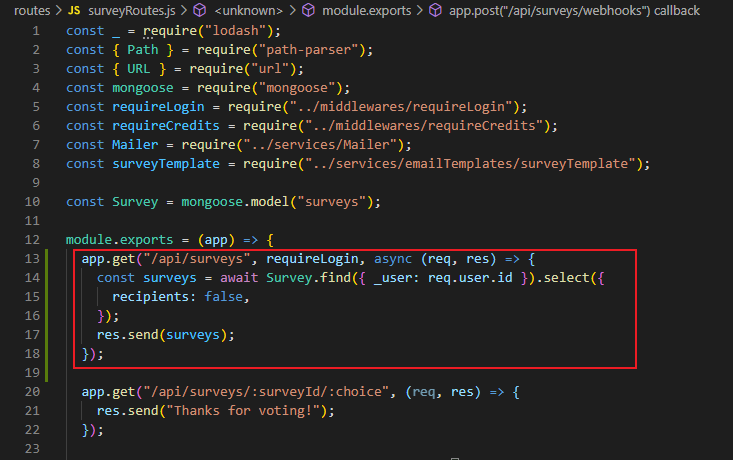 routes > JS surveyRoutes.js > <unknown> > module.exports > app.post("/api/surveys/webhooks") callback
1 const _ = require("lodash");
2 const { Path } = require("path-parser");
3 const { URL } = require("url");
4 const mongoose = require("mongoose");
5 const requireLogin = require("../middlewares/requireLogin");
6 const requireCredits = require("../middlewares/requireCredits");
7 const Mailer = require("../services/Mailer");
8 const surveyTemplate = require("../services/emailTemplates/surveyTemplate");
9
10 const Survey = mongoose.model("surveys");
11
12 module.exports = (app) => {
13 app.get("/api/surveys", requireLogin, async (req, res) => {
14 const surveys = await Survey.find({ _user: req.user.id }).select({
15 recipients: false,
16 });
17 res.send(surveys);
18 });
19
20 app.get("/api/surveys/:surveyId/:choice", (req, res) => {
21 res.send("Thanks for voting!");
22 });
23